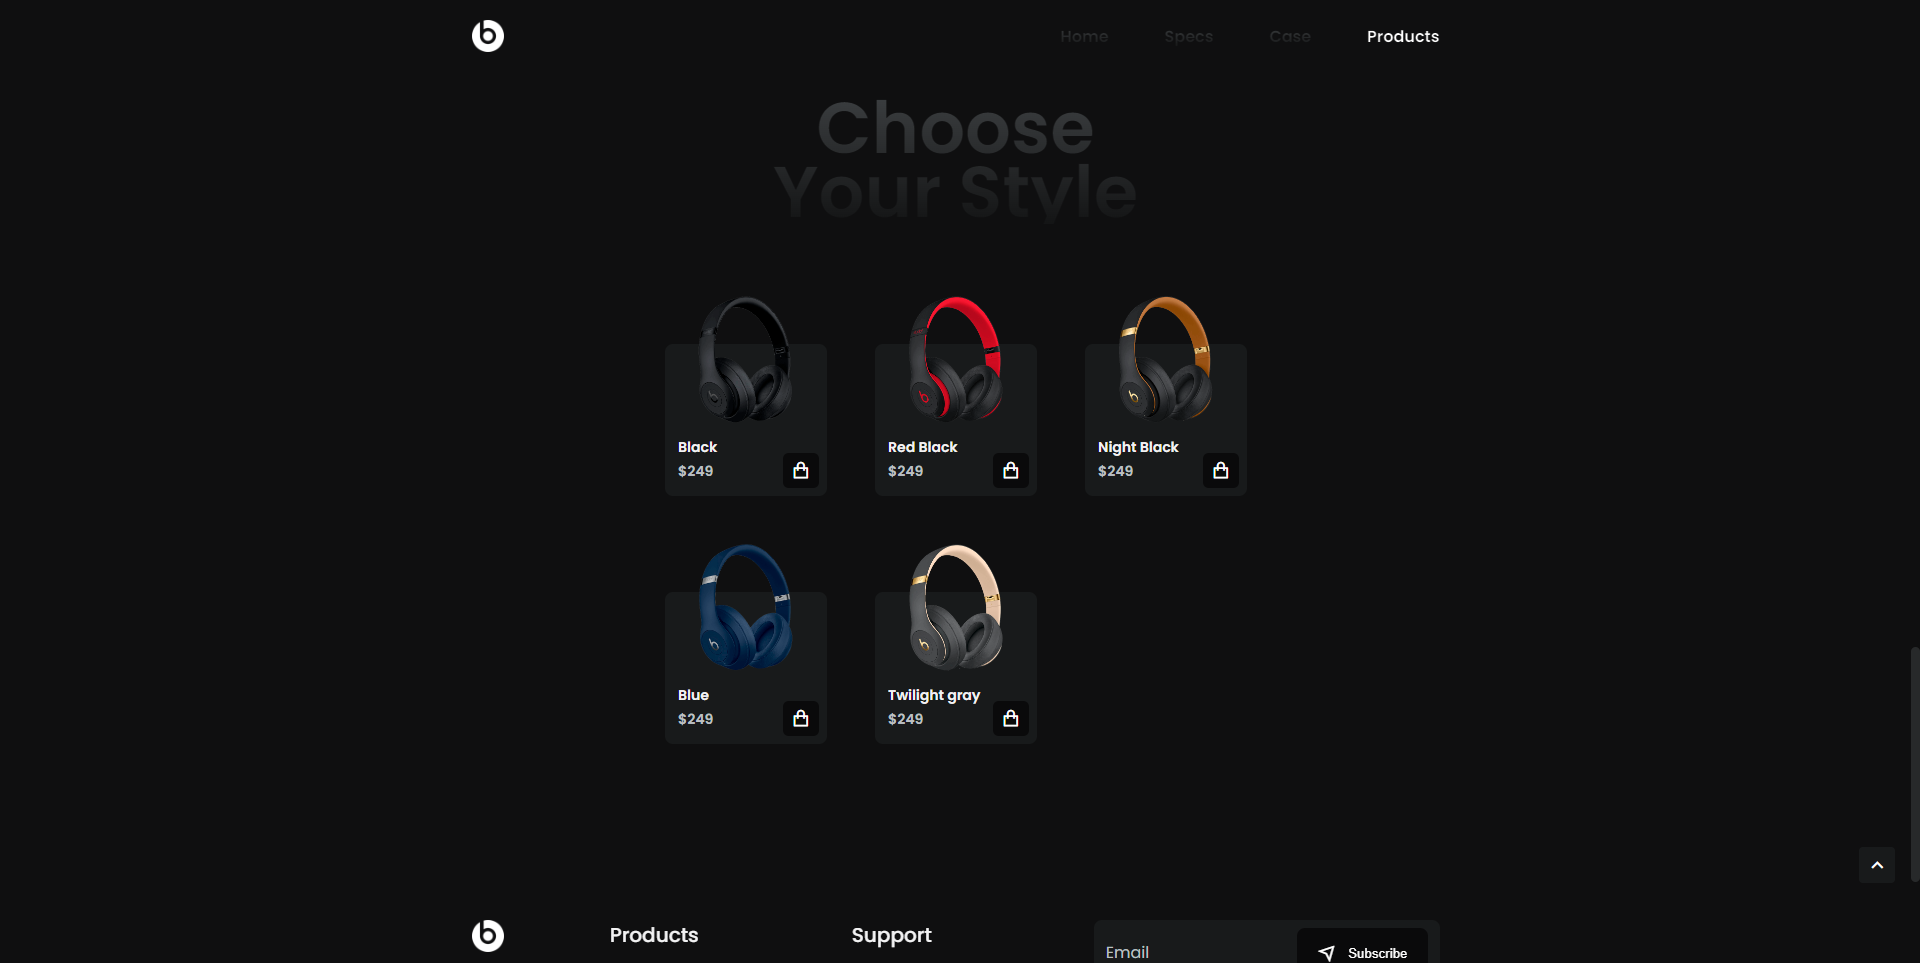 Home Specs Case Products
Choose
Your Style
Black
$249
Red Black
$249
Night Black
$249
Blue
$249
Twilight gray
$249
Products
Support
Email
Subscribe